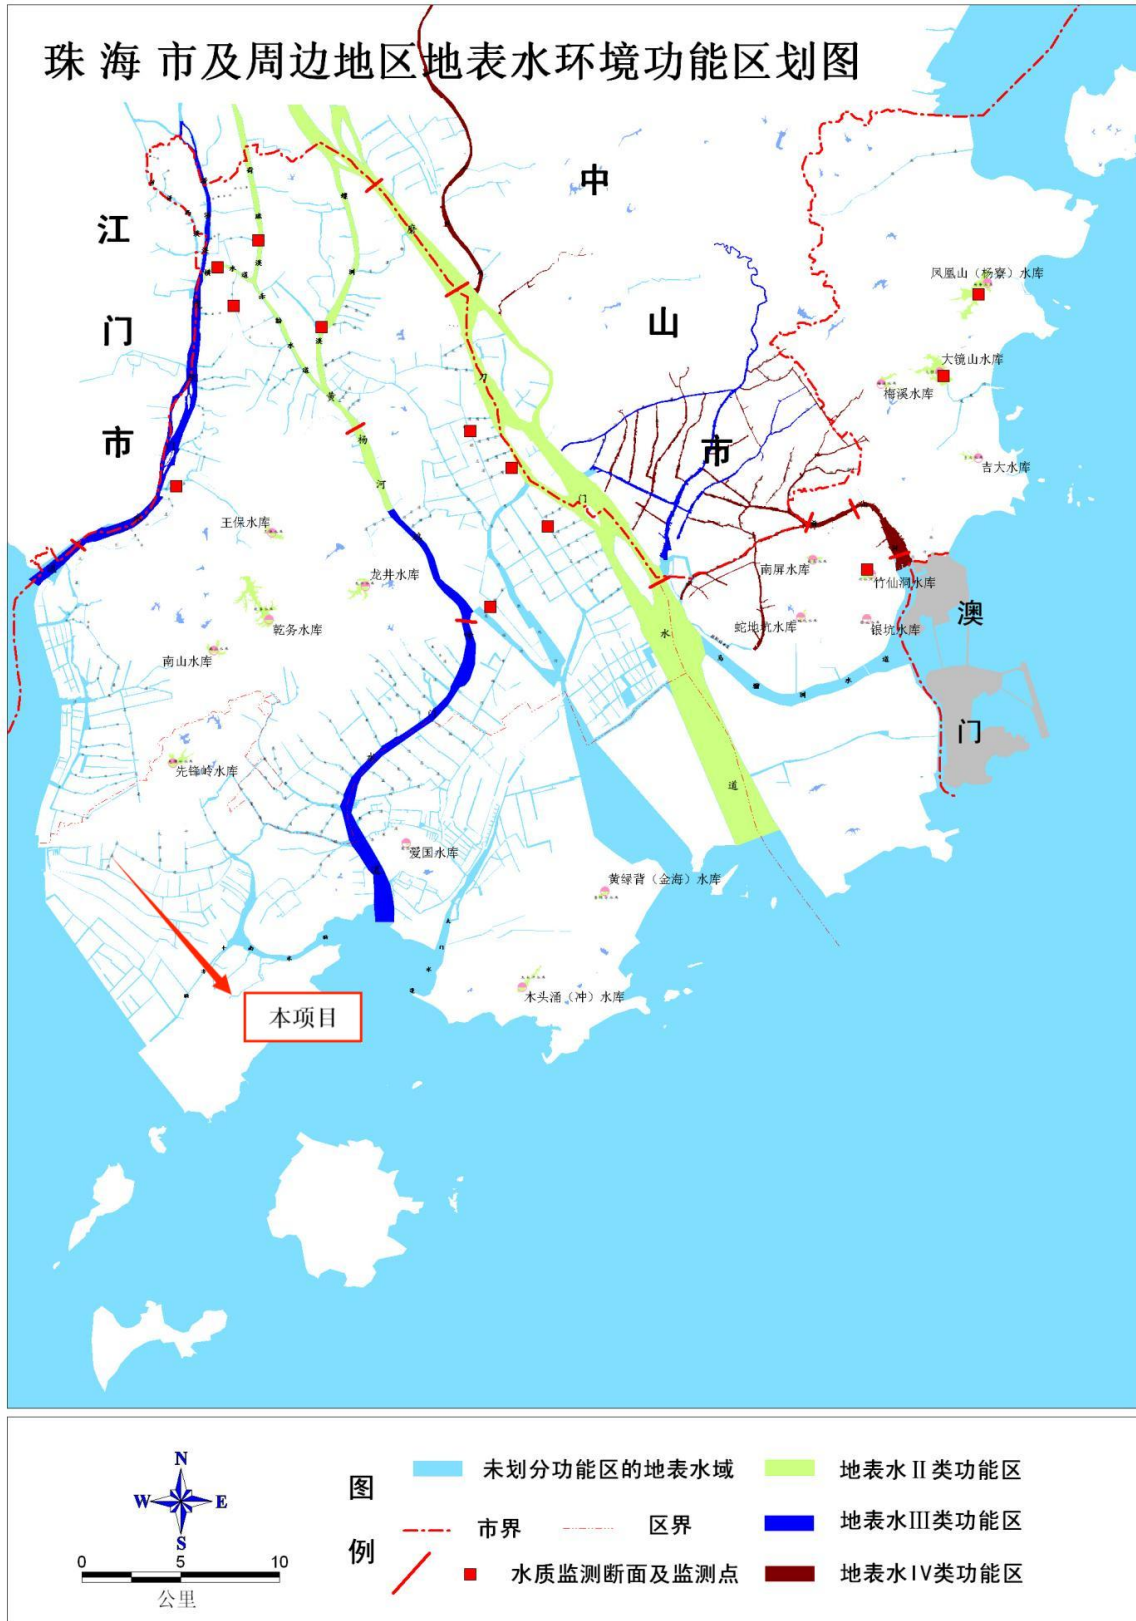 珠海市及周边地区地表水环境功能区划图
江门市
中山市
澳门
凤凰山（杨寮）水库
大镜山水库
梅溪水库
吉大水库
王保水库
龙井水库
乾务水库
南山水库
先锋岭水库
南屏水库
竹仙洞水库
蛇地坑水库
银坑水库
爱国水库
黄绿背（金海）水库
木头涌（冲）水库
磨刀门水道
黄杨河
本项目
N
W E
S
0 5 10
公里
图例
未划分功能区的地表水域
地表水II类功能区
市界
区界
地表水III类功能区
水质监测断面及监测点
地表水IV类功能区